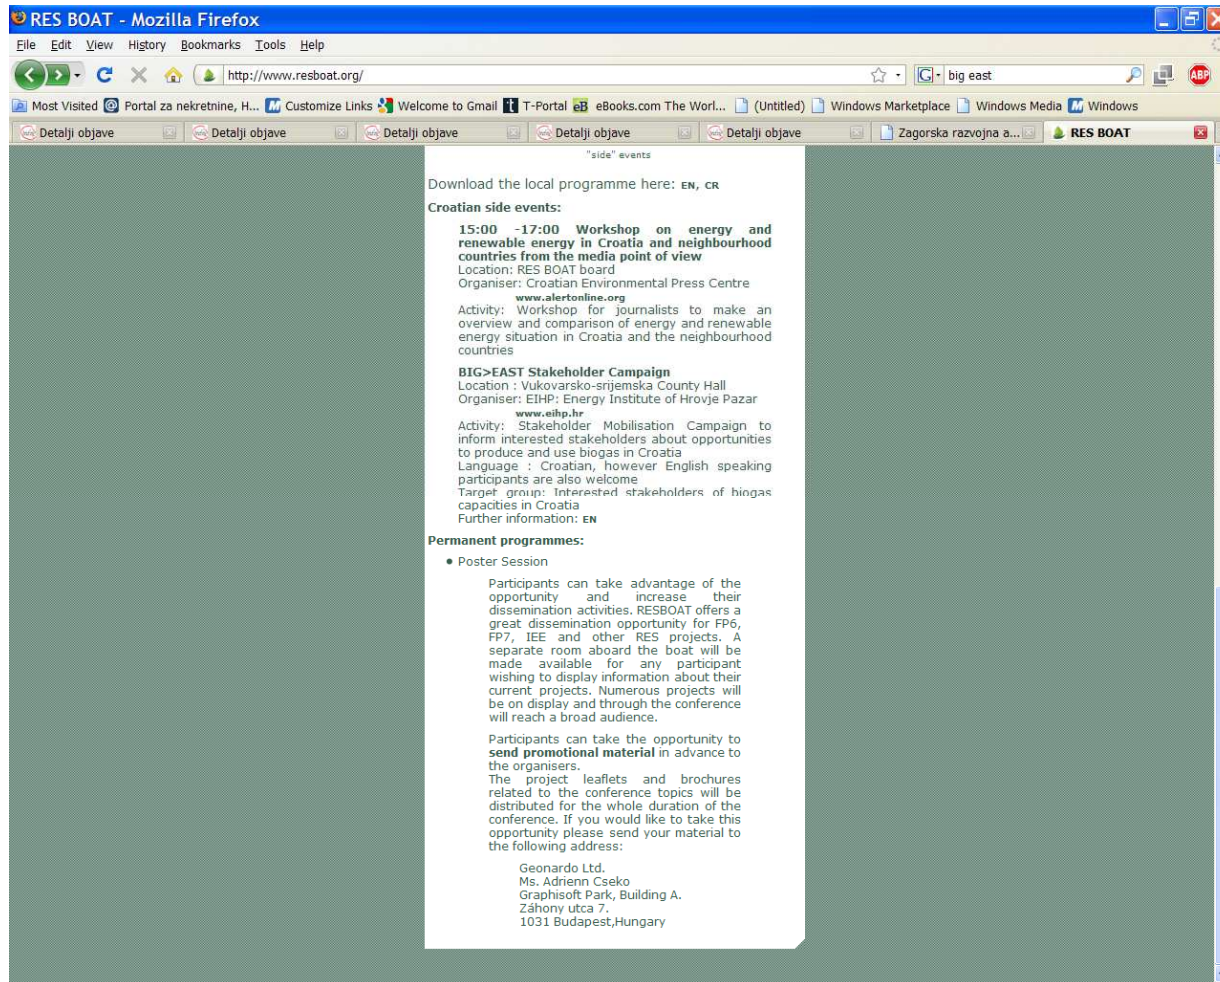 RES BOAT - Mozilla Firefox
File Edit View History Bookmarks Tools Help
http://www.resboat.org/
G big east
ABP
Most Visited Portal za nekretnine, H... Customize Links Welcome to Gmail T-Portal eB eBooks.com The Worl... (Untitled) Windows Marketplace Windows Media Windows
Detalji objave Detalji objave Detalji objave Detalji objave Detalji objave Zagorska razvojna a... RES BOAT
"side" events
Download the local programme here: EN, CR
Croatian side events:
15:00 -17:00 Workshop on energy and
renewable energy in Croatia and neighbourhood
countries from the media point of view
Location: RES BOAT board
Organiser: Croatian Environmental Press Centre
www.alertonline.org
Activity: Workshop for journalists to make an
overview and comparison of energy and renewable
energy situation in Croatia and the neighbourhood
countries
BIG>EAST Stakeholder Campaign
Location : Vukovarsko-srijemska County Hall
Organiser: EIHP: Energy Institute of Hrovje Pazar
www.eihp.hr
Activity: Stakeholder Mobilisation Campaign to
inform interested stakeholders about opportunities
to produce and use biogas in Croatia
Language : Croatian, however English speaking
participants are also welcome
Target group: Interested stakeholders of biogas
capacities in Croatia
Further information: EN
Permanent programmes:
• Poster Session
Participants can take advantage of the
opportunity and increase their
dissemination activities. RESBOAT offers a
great dissemination opportunity for FP6,
FP7, IEE and other RES projects. A
separate room aboard the boat will be
made available for any participant
wishing to display information about their
current projects. Numerous projects will
be on display and through the conference
will reach a broad audience.
Participants can take the opportunity to
send promotional material in advance to
the organisers.
The project leaflets and brochures
related to the conference topics will be
distributed for the whole duration of the
conference. If you would like to take this
opportunity please send your material to
the following address:
Geonardo Ltd.
Ms. Adrienn Cseko
Graphisoft Park, Building A.
Záhony utca 7.
1031 Budapest,Hungary